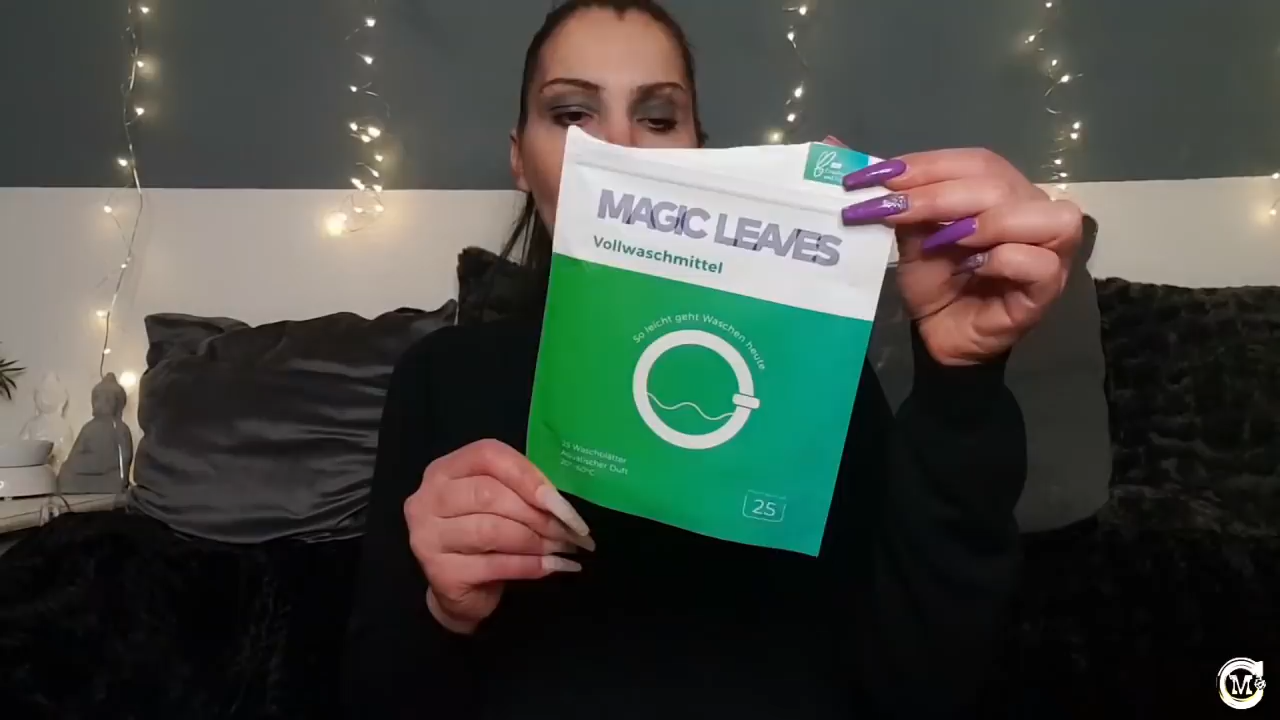 MAGIC LEAVES
Vollwaschmittel
So leicht geht Waschen heute
25 Waschblätter
Aquatischer Duft
20°-60°C
25
M